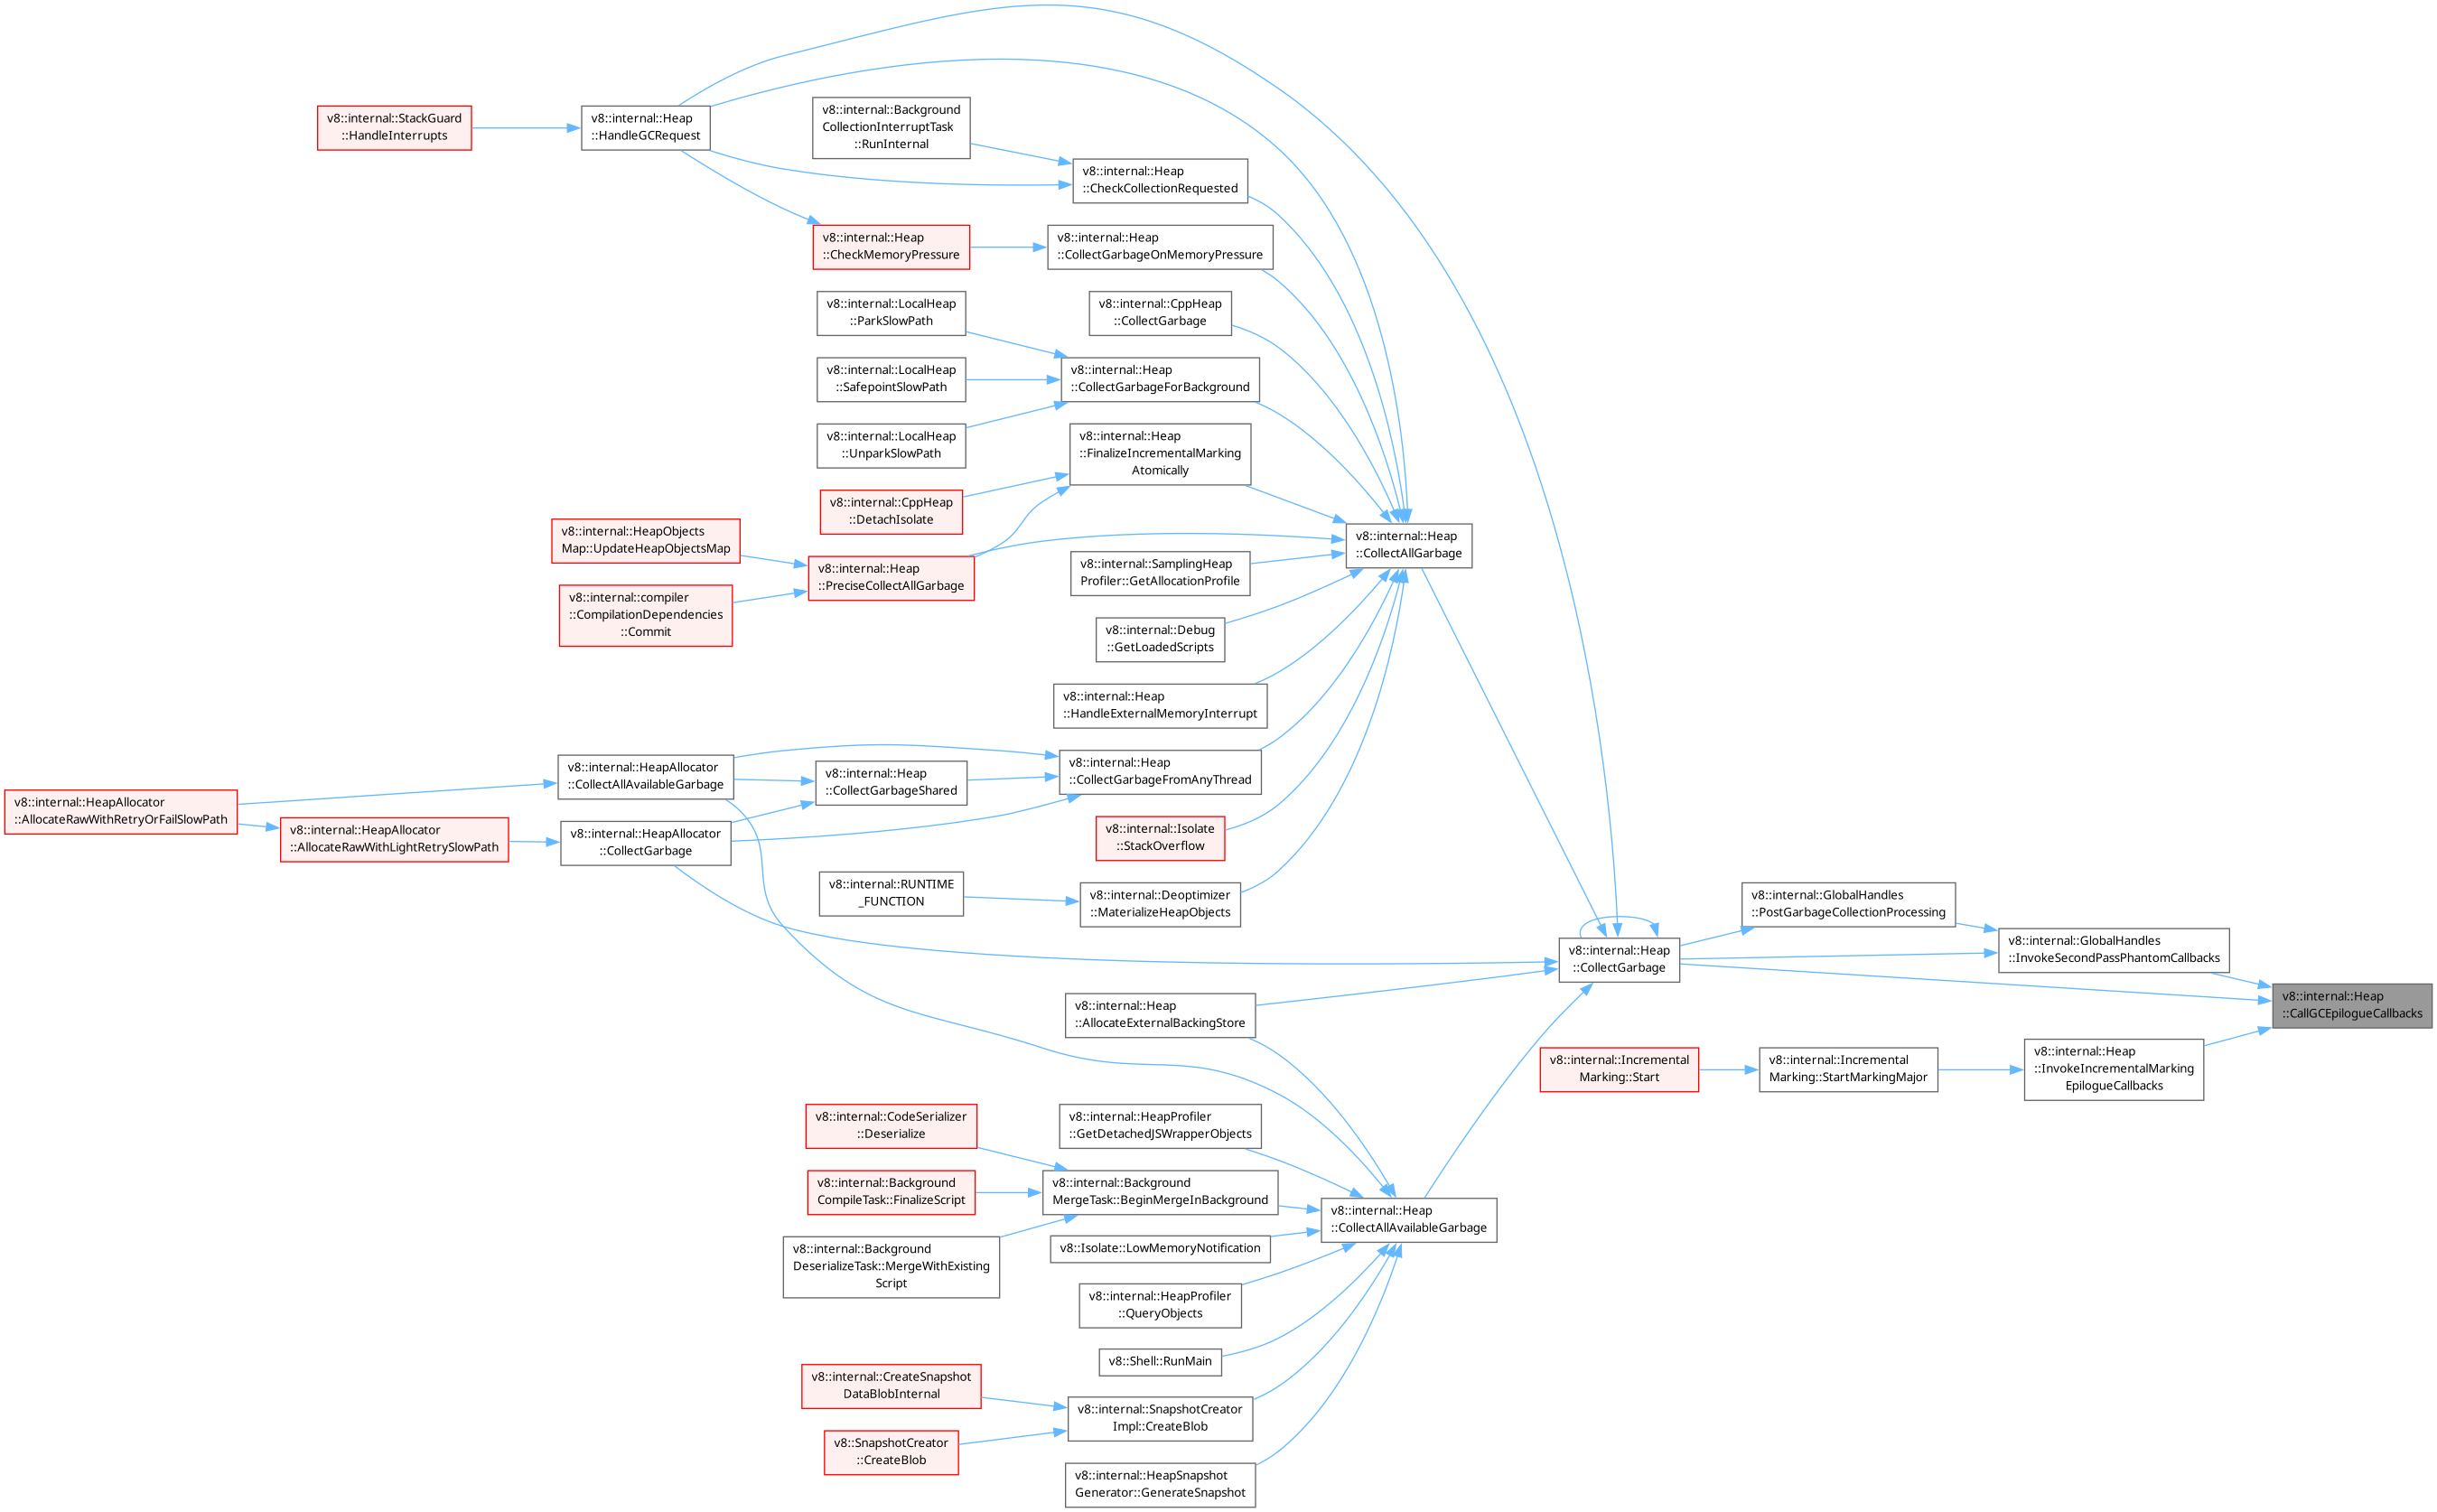 v8::internal::StackGuard
::HandleInterrupts
v8::internal::Heap
::HandleGCRequest
v8::internal::Background
CollectionInterruptTask
::RunInternal
v8::internal::Heap
::CheckCollectionRequested
v8::internal::Heap
::CheckMemoryPressure
v8::internal::Heap
::CollectGarbageOnMemoryPressure
v8::internal::LocalHeap
::ParkSlowPath
v8::internal::CppHeap
::CollectGarbage
v8::internal::LocalHeap
::SafepointSlowPath
v8::internal::Heap
::CollectGarbageForBackground
v8::internal::LocalHeap
::UnparkSlowPath
v8::internal::Heap
::FinalizeIncrementalMarking
Atomically
v8::internal::CppHeap
::DetachIsolate
v8::internal::HeapObjects
Map::UpdateHeapObjectsMap
v8::internal::Heap
::CollectAllGarbage
v8::internal::Heap
::PreciseCollectAllGarbage
v8::internal::SamplingHeap
Profiler::GetAllocationProfile
v8::internal::compiler
::CompilationDependencies
::Commit
v8::internal::Debug
::GetLoadedScripts
v8::internal::Heap
::HandleExternalMemoryInterrupt
v8::internal::HeapAllocator
::CollectAllAvailableGarbage
v8::internal::Heap
::CollectGarbageShared
v8::internal::Heap
::CollectGarbageFromAnyThread
v8::internal::HeapAllocator
::AllocateRawWithRetryOrFailSlowPath
v8::internal::HeapAllocator
::AllocateRawWithLightRetrySlowPath
v8::internal::HeapAllocator
::CollectGarbage
v8::internal::Isolate
::StackOverflow
v8::internal::RUNTIME
_FUNCTION
v8::internal::Deoptimizer
::MaterializeHeapObjects
v8::internal::GlobalHandles
::PostGarbageCollectionProcessing
v8::internal::Heap
::CollectGarbage
v8::internal::GlobalHandles
::InvokeSecondPassPhantomCallbacks
v8::internal::Heap
::CallGCEpilogueCallbacks
v8::internal::Heap
::AllocateExternalBackingStore
v8::internal::Incremental
Marking::Start
v8::internal::Incremental
Marking::StartMarkingMajor
v8::internal::Heap
::InvokeIncrementalMarking
EpilogueCallbacks
v8::internal::CodeSerializer
::Deserialize
v8::internal::HeapProfiler
::GetDetachedJSWrapperObjects
v8::internal::Background
CompileTask::FinalizeScript
v8::internal::Background
MergeTask::BeginMergeInBackground
v8::internal::Heap
::CollectAllAvailableGarbage
v8::internal::Background
DeserializeTask::MergeWithExisting
Script
v8::Isolate::LowMemoryNotification
v8::internal::HeapProfiler
::QueryObjects
v8::Shell::RunMain
v8::internal::CreateSnapshot
DataBlobInternal
v8::internal::SnapshotCreator
Impl::CreateBlob
v8::SnapshotCreator
::CreateBlob
v8::internal::HeapSnapshot
Generator::GenerateSnapshot